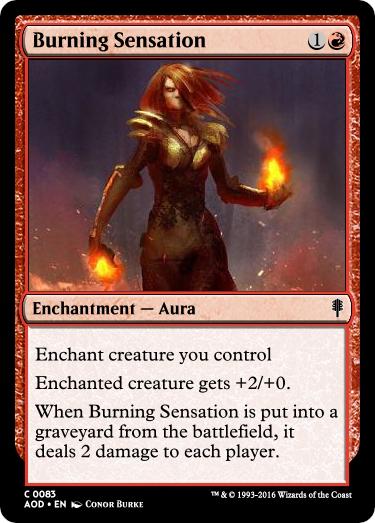 Burning Sensation 1
Enchantment — Aura
Enchant creature you control
Enchanted creature gets +2/+0.
When Burning Sensation is put into a
graveyard from the battlefield, it
deals 2 damage to each player.
C 0083
AOD • EN Conor Burke
™ & © 1993-2016 Wizards of the Coast